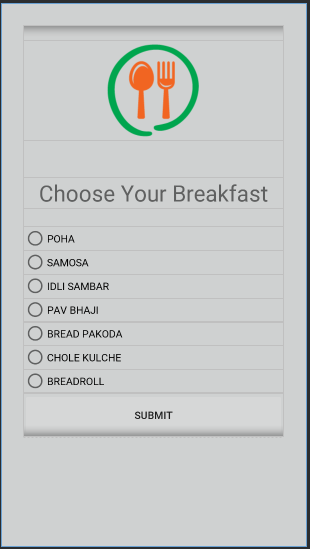 Choose Your Breakfast
POHA
SAMOSA
IDLI SAMBAR
PAV BHAJI
BREAD PAKODA
CHOLE KULCHE
BREADROLL
SUBMIT